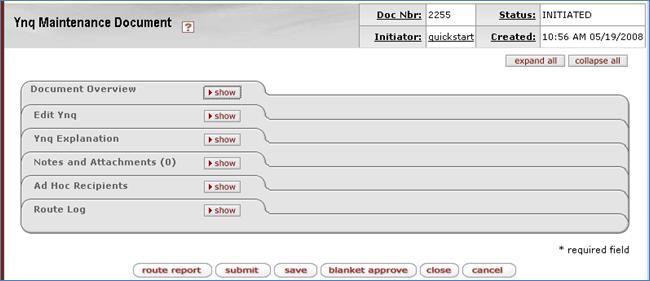 Ynq Maintenance Document ?
Doc Nbr: 2255 Status: INITIATED
Initiator: quickstart Created: 10:56 AM 05/19/2008
expand all collapse all
Document Overview show
Edit Ynq show
Ynq Explanation show
Notes and Attachments (0) show
Ad Hoc Recipients show
Route Log show
* required field
route report submit save blanket approve close cancel